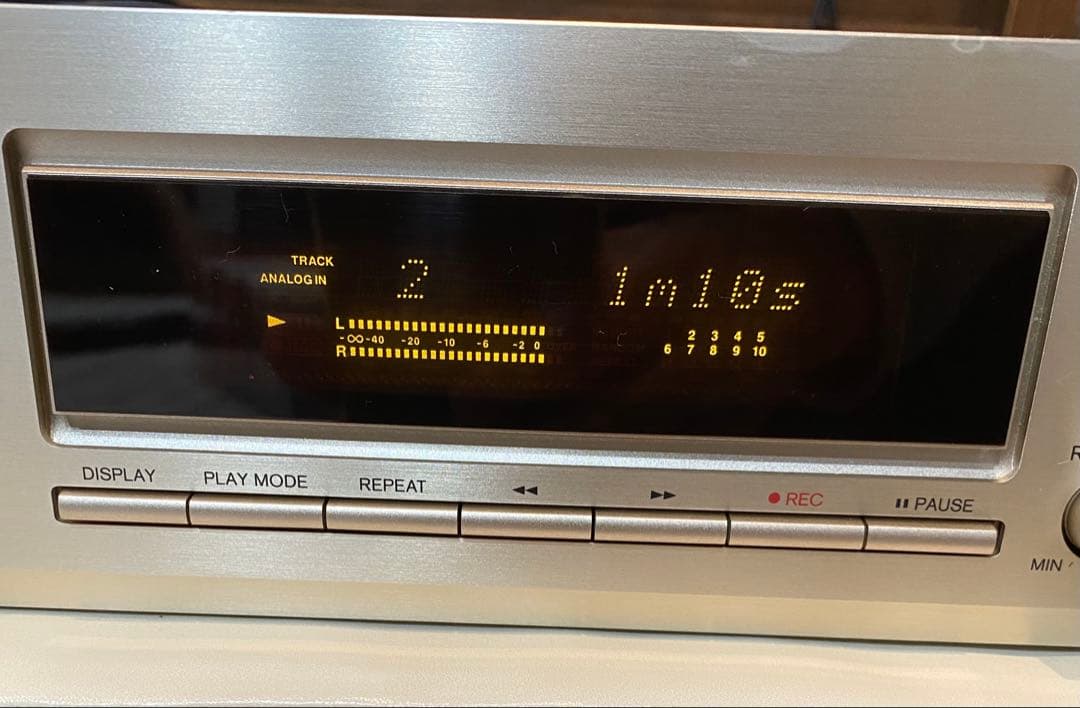 TRACK 2 1m10s
ANALOG IN
L
-∞ -40 -20 -10 -6 -2 0
R
2 3 4 5
6 7 8 9 10
DISPLAY PLAY MODE REPEAT ◄◄ ►► ● REC ▮▮ PAUSE
MIN